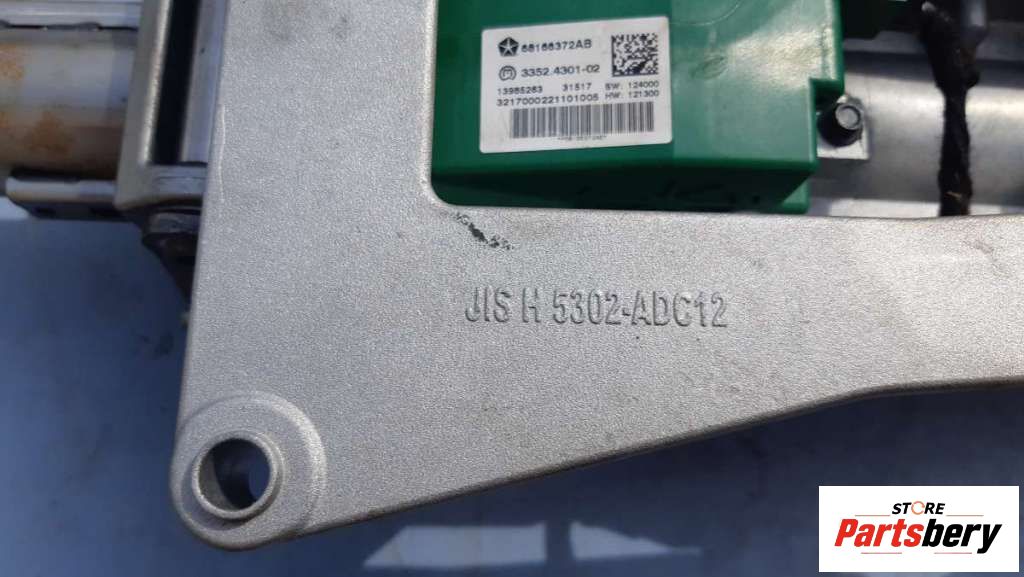 68166372AB
3352.4301-02
13985283 31517 SW: 124000
3217000221101005 HW: 121300
JIS H 5302-ADC12
STORE
Partsbery